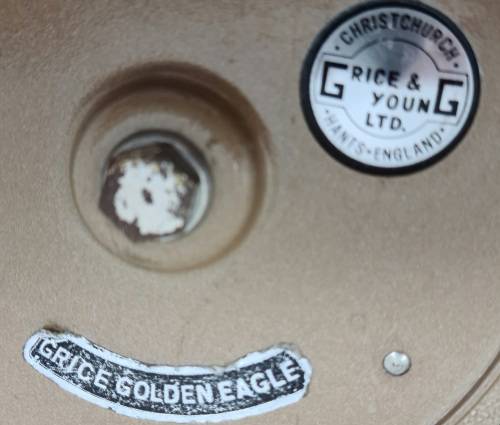 CHRISTCHURCH
GRICE &
YOUNG
LTD.
HANTS•ENGLAND
GRICE GOLDEN EAGLE